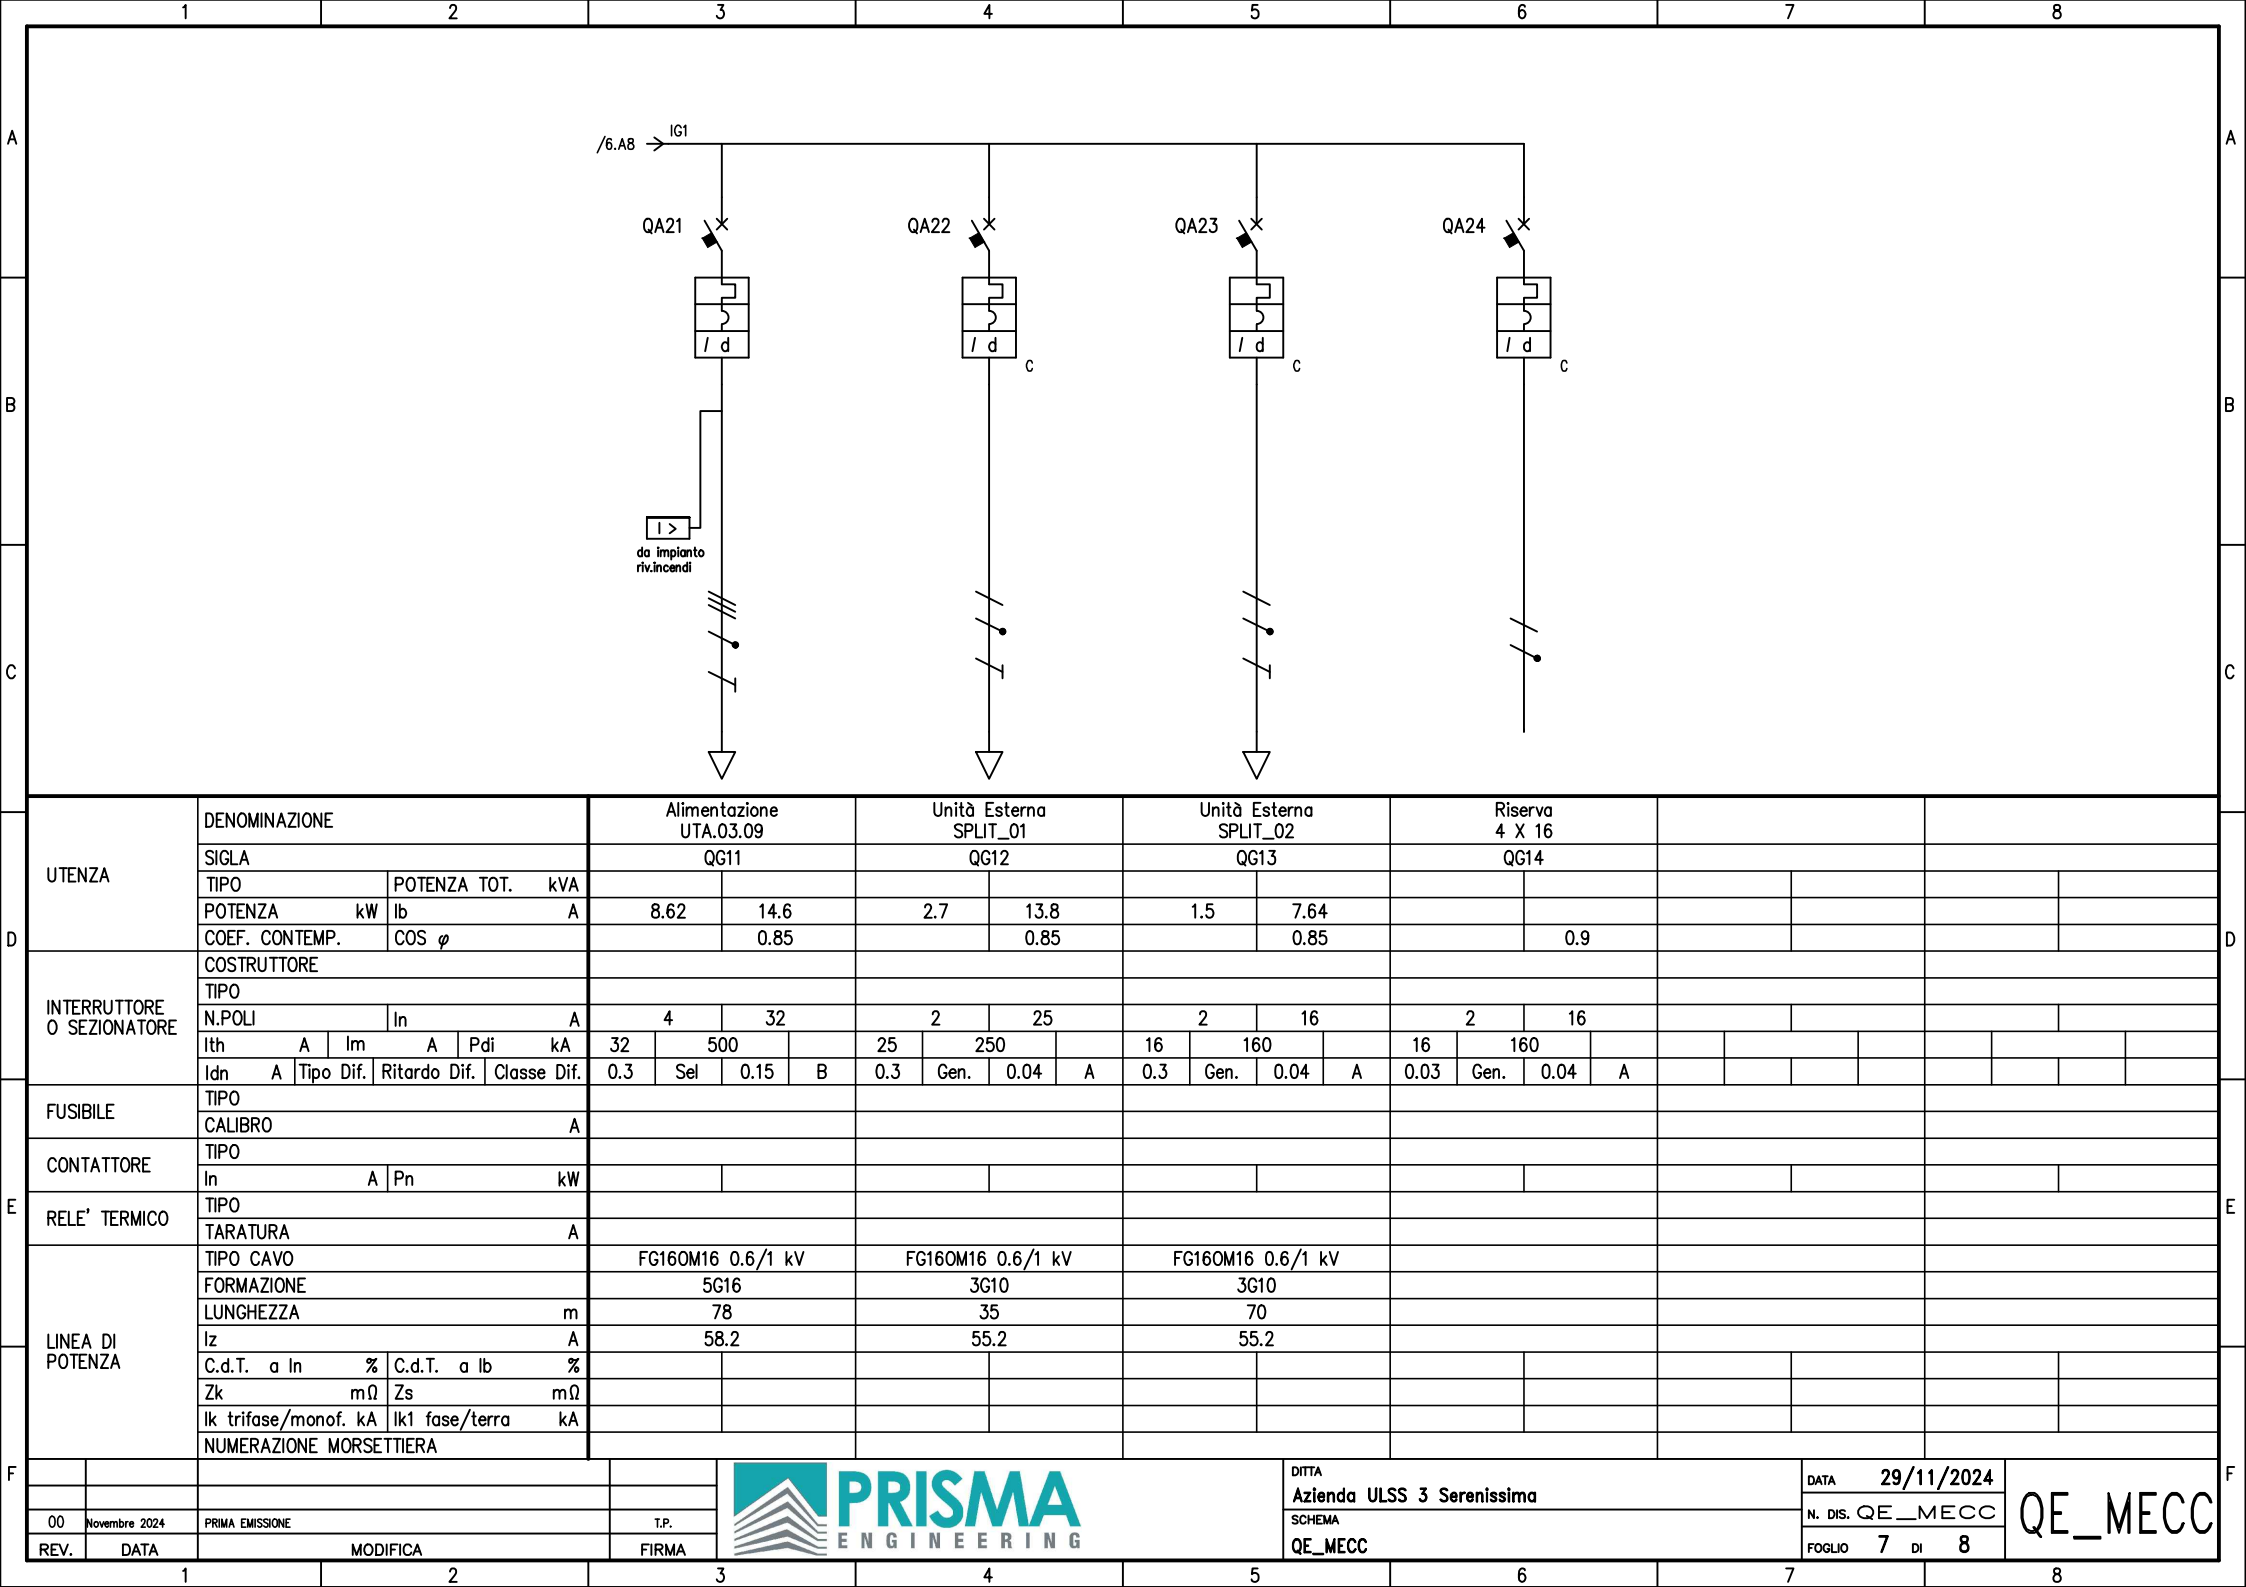 1 2 3 4 5 6 7 8
A A
/6.A8 IG1
QA21 QA22 QA23 QA24
I d I d I d I d
C C C
B B
I >
da impianto
riv.incendi
C C
UTENZA
DENOMINAZIONE Alimentazione UTA.03.09 Unità Esterna SPLIT_01 Unità Esterna SPLIT_02 Riserva 4 X 16
SIGLA QG11 QG12 QG13 QG14
TIPO POTENZA TOT. kVA
POTENZA kW Ib A 8.62 14.6 2.7 13.8 1.5 7.64
D COEF. CONTEMP. COS φ 0.85 0.85 0.85 0.9 D
INTERRUTTORE
O SEZIONATORE
COSTRUTTORE
TIPO
N.POLI In A 4 32 2 25 2 16 2 16
Ith A Im A Pdi kA 32 500 25 250 16 160 16 160
Idn A Tipo Dif. Ritardo Dif. Classe Dif. 0.3 Sel 0.15 B 0.3 Gen. 0.04 A 0.3 Gen. 0.04 A 0.03 Gen. 0.04 A
FUSIBILE
TIPO
CALIBRO A
CONTATTORE
TIPO
In A Pn kW
E E
RELE' TERMICO
TIPO
TARATURA A
LINEA DI
POTENZA
TIPO CAVO FG16OM16 0.6/1 kV FG16OM16 0.6/1 kV FG16OM16 0.6/1 kV
FORMAZIONE 5G16 3G10 3G10
LUNGHEZZA m 78 35 70
Iz A 58.2 55.2 55.2
C.d.T. a In % C.d.T. a Ib %
Zk mΩ Zs mΩ
Ik trifase/monof. kA Ik1 fase/terra kA
NUMERAZIONE MORSETTIERA
F F
00 Novembre 2024 PRIMA EMISSIONE T.P.
REV. DATA MODIFICA FIRMA
PRISMA
ENGINEERING
DITTA
Azienda ULSS 3 Serenissima
SCHEMA
QE_MECC
DATA 29/11/2024
N. DIS. QE_MECC
FOGLIO 7 DI 8
QE_MECC
1 2 3 4 5 6 7 8